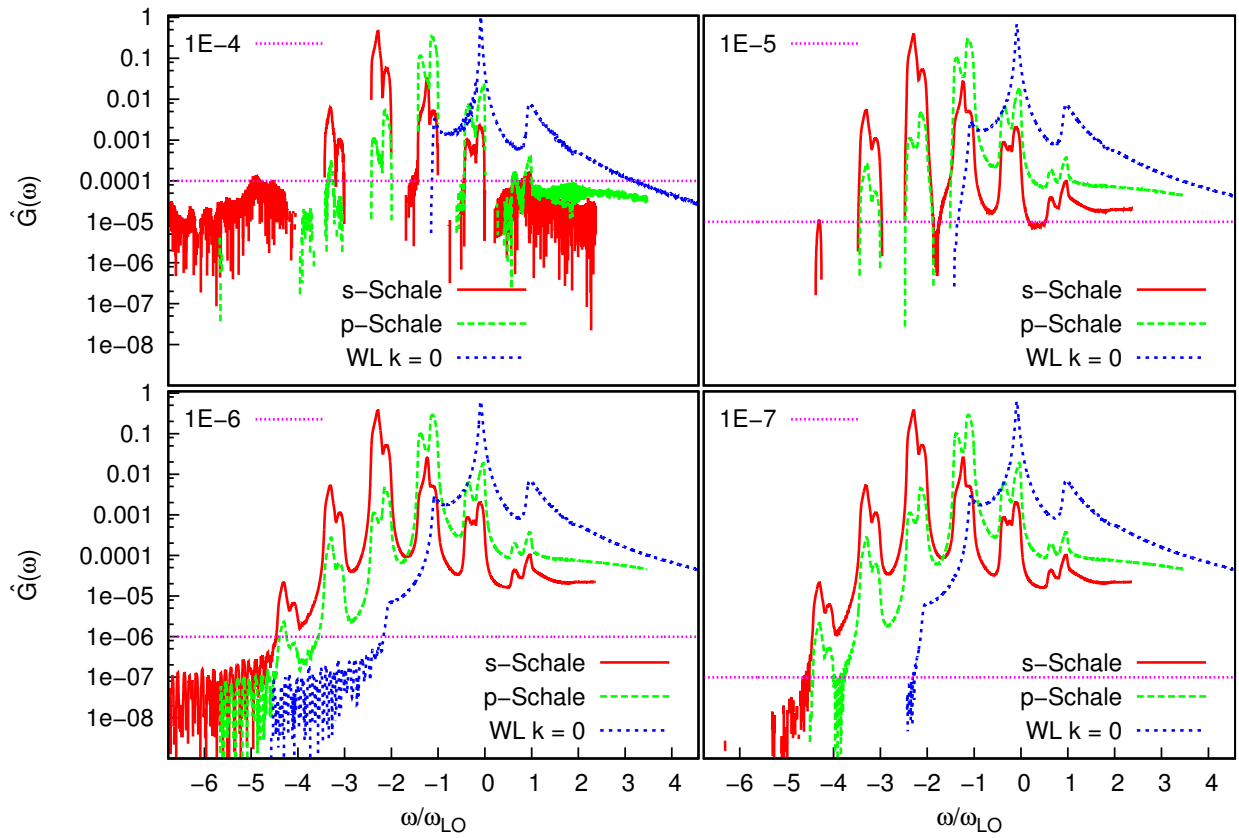 1
0.1
0.01
0.001
0.0001
1e−05
1e−06
1e−07
1e−08
Ĝ(ω)
1E−4
s−Schale
p−Schale
WL k = 0
1E−5
s−Schale
p−Schale
WL k = 0
1
0.1
0.01
0.001
0.0001
1e−05
1e−06
1e−07
1e−08
Ĝ(ω)
1E−6
s−Schale
p−Schale
WL k = 0
−6 −5 −4 −3 −2 −1 0 1 2 3 4
ω/ωLO
1E−7
s−Schale
p−Schale
WL k = 0
−6 −5 −4 −3 −2 −1 0 1 2 3 4
ω/ωLO